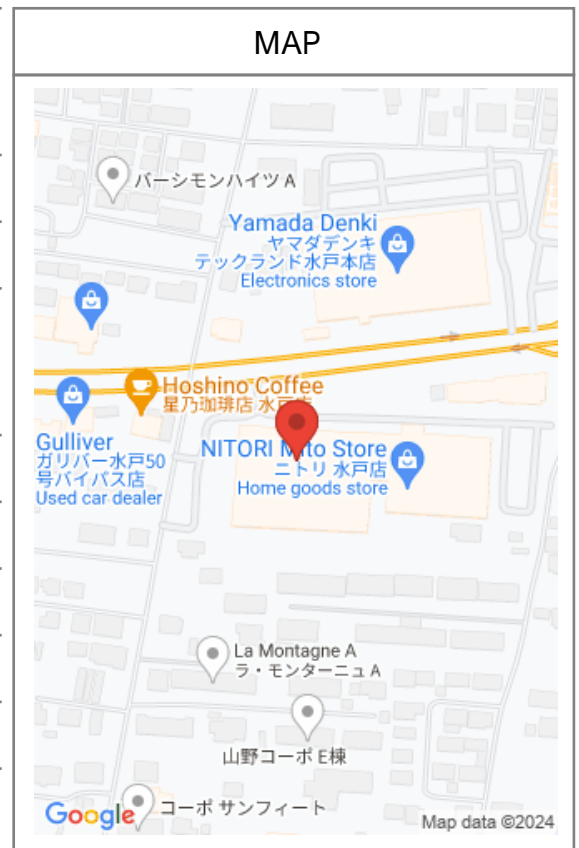 MAP
パーシモンハイツ A
Yamada Denki
ヤマダデンキ
テックランド水戸本店
Electronics store
Hoshino Coffee
星乃珈琲店 水戸店
Gulliver
ガリバー水戸50
号バイパス店
Used car dealer
NITORI Mito Store
ニトリ 水戸店
Home goods store
La Montagne A
ラ・モンターニュ A
山野コーポ E棟
コーポ サンフィート
Google
Map data ©2024